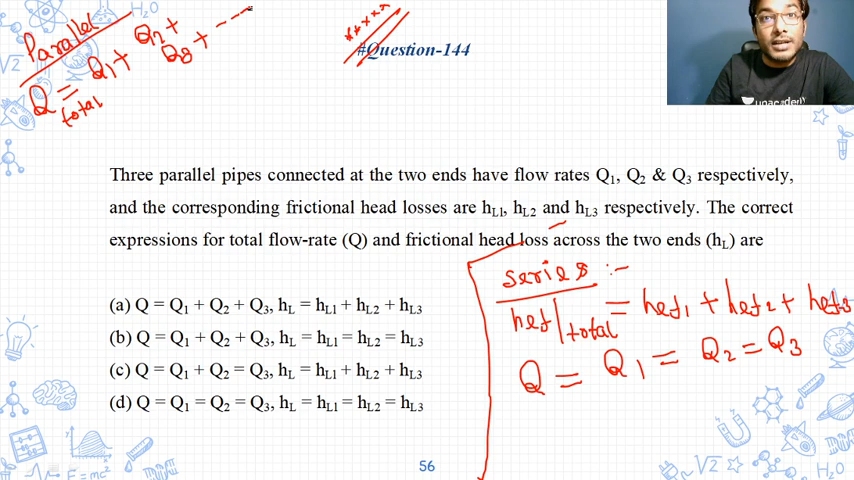 Parallel
Q total = Q1 + Q2 + Q3 + ----
#Question-144
unacademy
Three parallel pipes connected at the two ends have flow rates Q1, Q2 & Q3 respectively,
and the corresponding frictional head losses are hL1, hL2 and hL3 respectively. The correct
expressions for total flow-rate (Q) and frictional head loss across the two ends (hL) are
(a) Q = Q1 + Q2 + Q3, hL = hL1 + hL2 + hL3
(b) Q = Q1 + Q2 + Q3, hL = hL1 = hL2 = hL3
(c) Q = Q1 + Q2 = Q3, hL = hL1 + hL2 + hL3
(d) Q = Q1 = Q2 = Q3, hL = hL1 = hL2 = hL3
Series :-
hLf|total = hLf1 + hLf2 + hLf3
Q = Q1 = Q2 = Q3
56